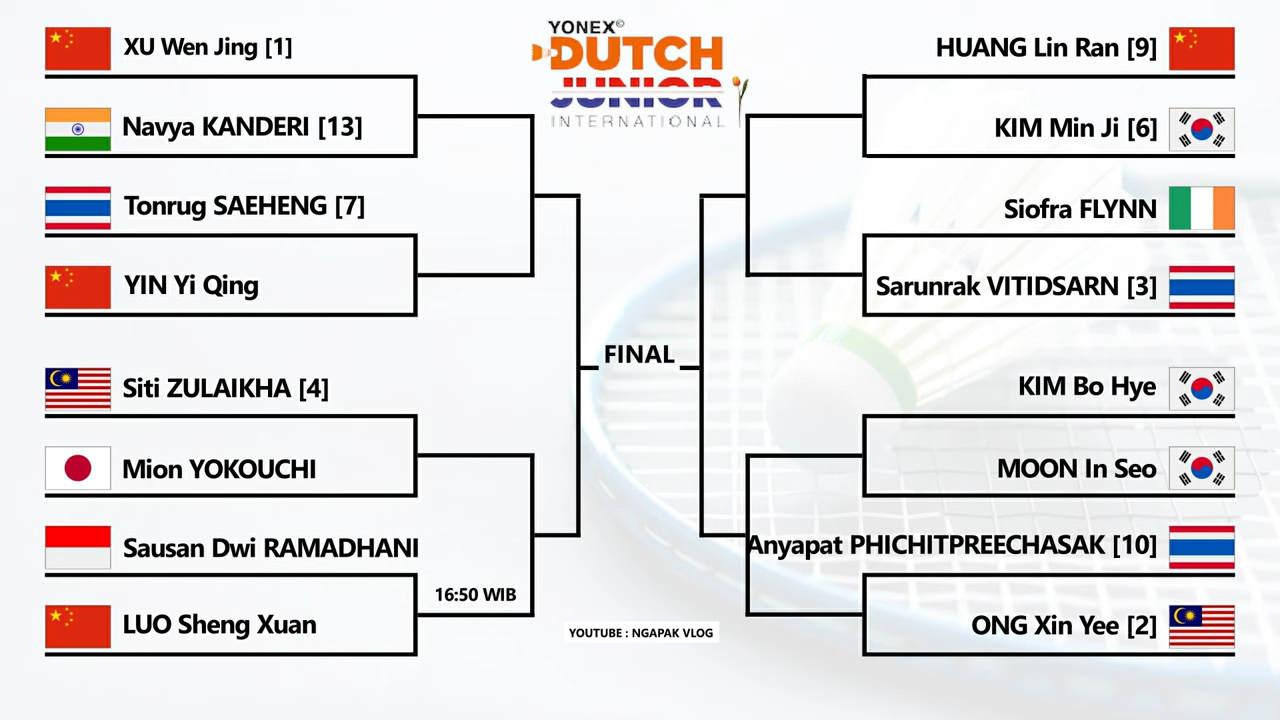 YONEX©
DUTCH
JUNIOR
INTERNATIONAL
XU Wen Jing [1]
Navya KANDERI [13]
Tonrug SAEHENG [7]
YIN Yi Qing
Siti ZULAIKHA [4]
Mion YOKOUCHI
Sausan Dwi RAMADHANI
16:50 WIB
LUO Sheng Xuan
FINAL
HUANG Lin Ran [9]
KIM Min Ji [6]
Siofra FLYNN
Sarunrak VITIDSARN [3]
KIM Bo Hye
MOON In Seo
Anyapat PHICHITPREECHASAK [10]
ONG Xin Yee [2]
YOUTUBE : NGAPAK VLOG